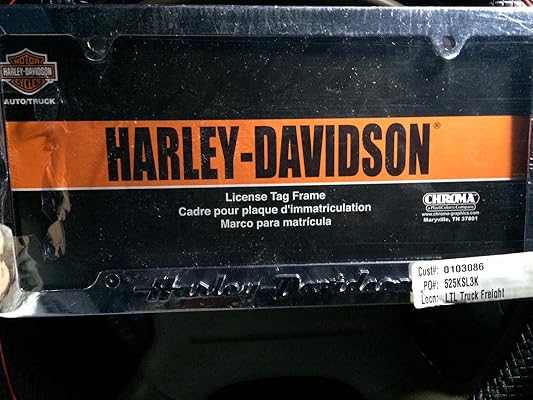 MOTOR
HARLEY-DAVIDSON
CYCLES
AUTO/TRUCK
HARLEY-DAVIDSON®
License Tag Frame
Cadre pour plaque d'immatriculation
Marco para matrícula
CHROMA
www.chroma-graphics.com
Maryville, TN 37801
Harley-Davidson
Cust#: 0103086
PO#: 525KSL3K
Locn: LTL Truck Freight